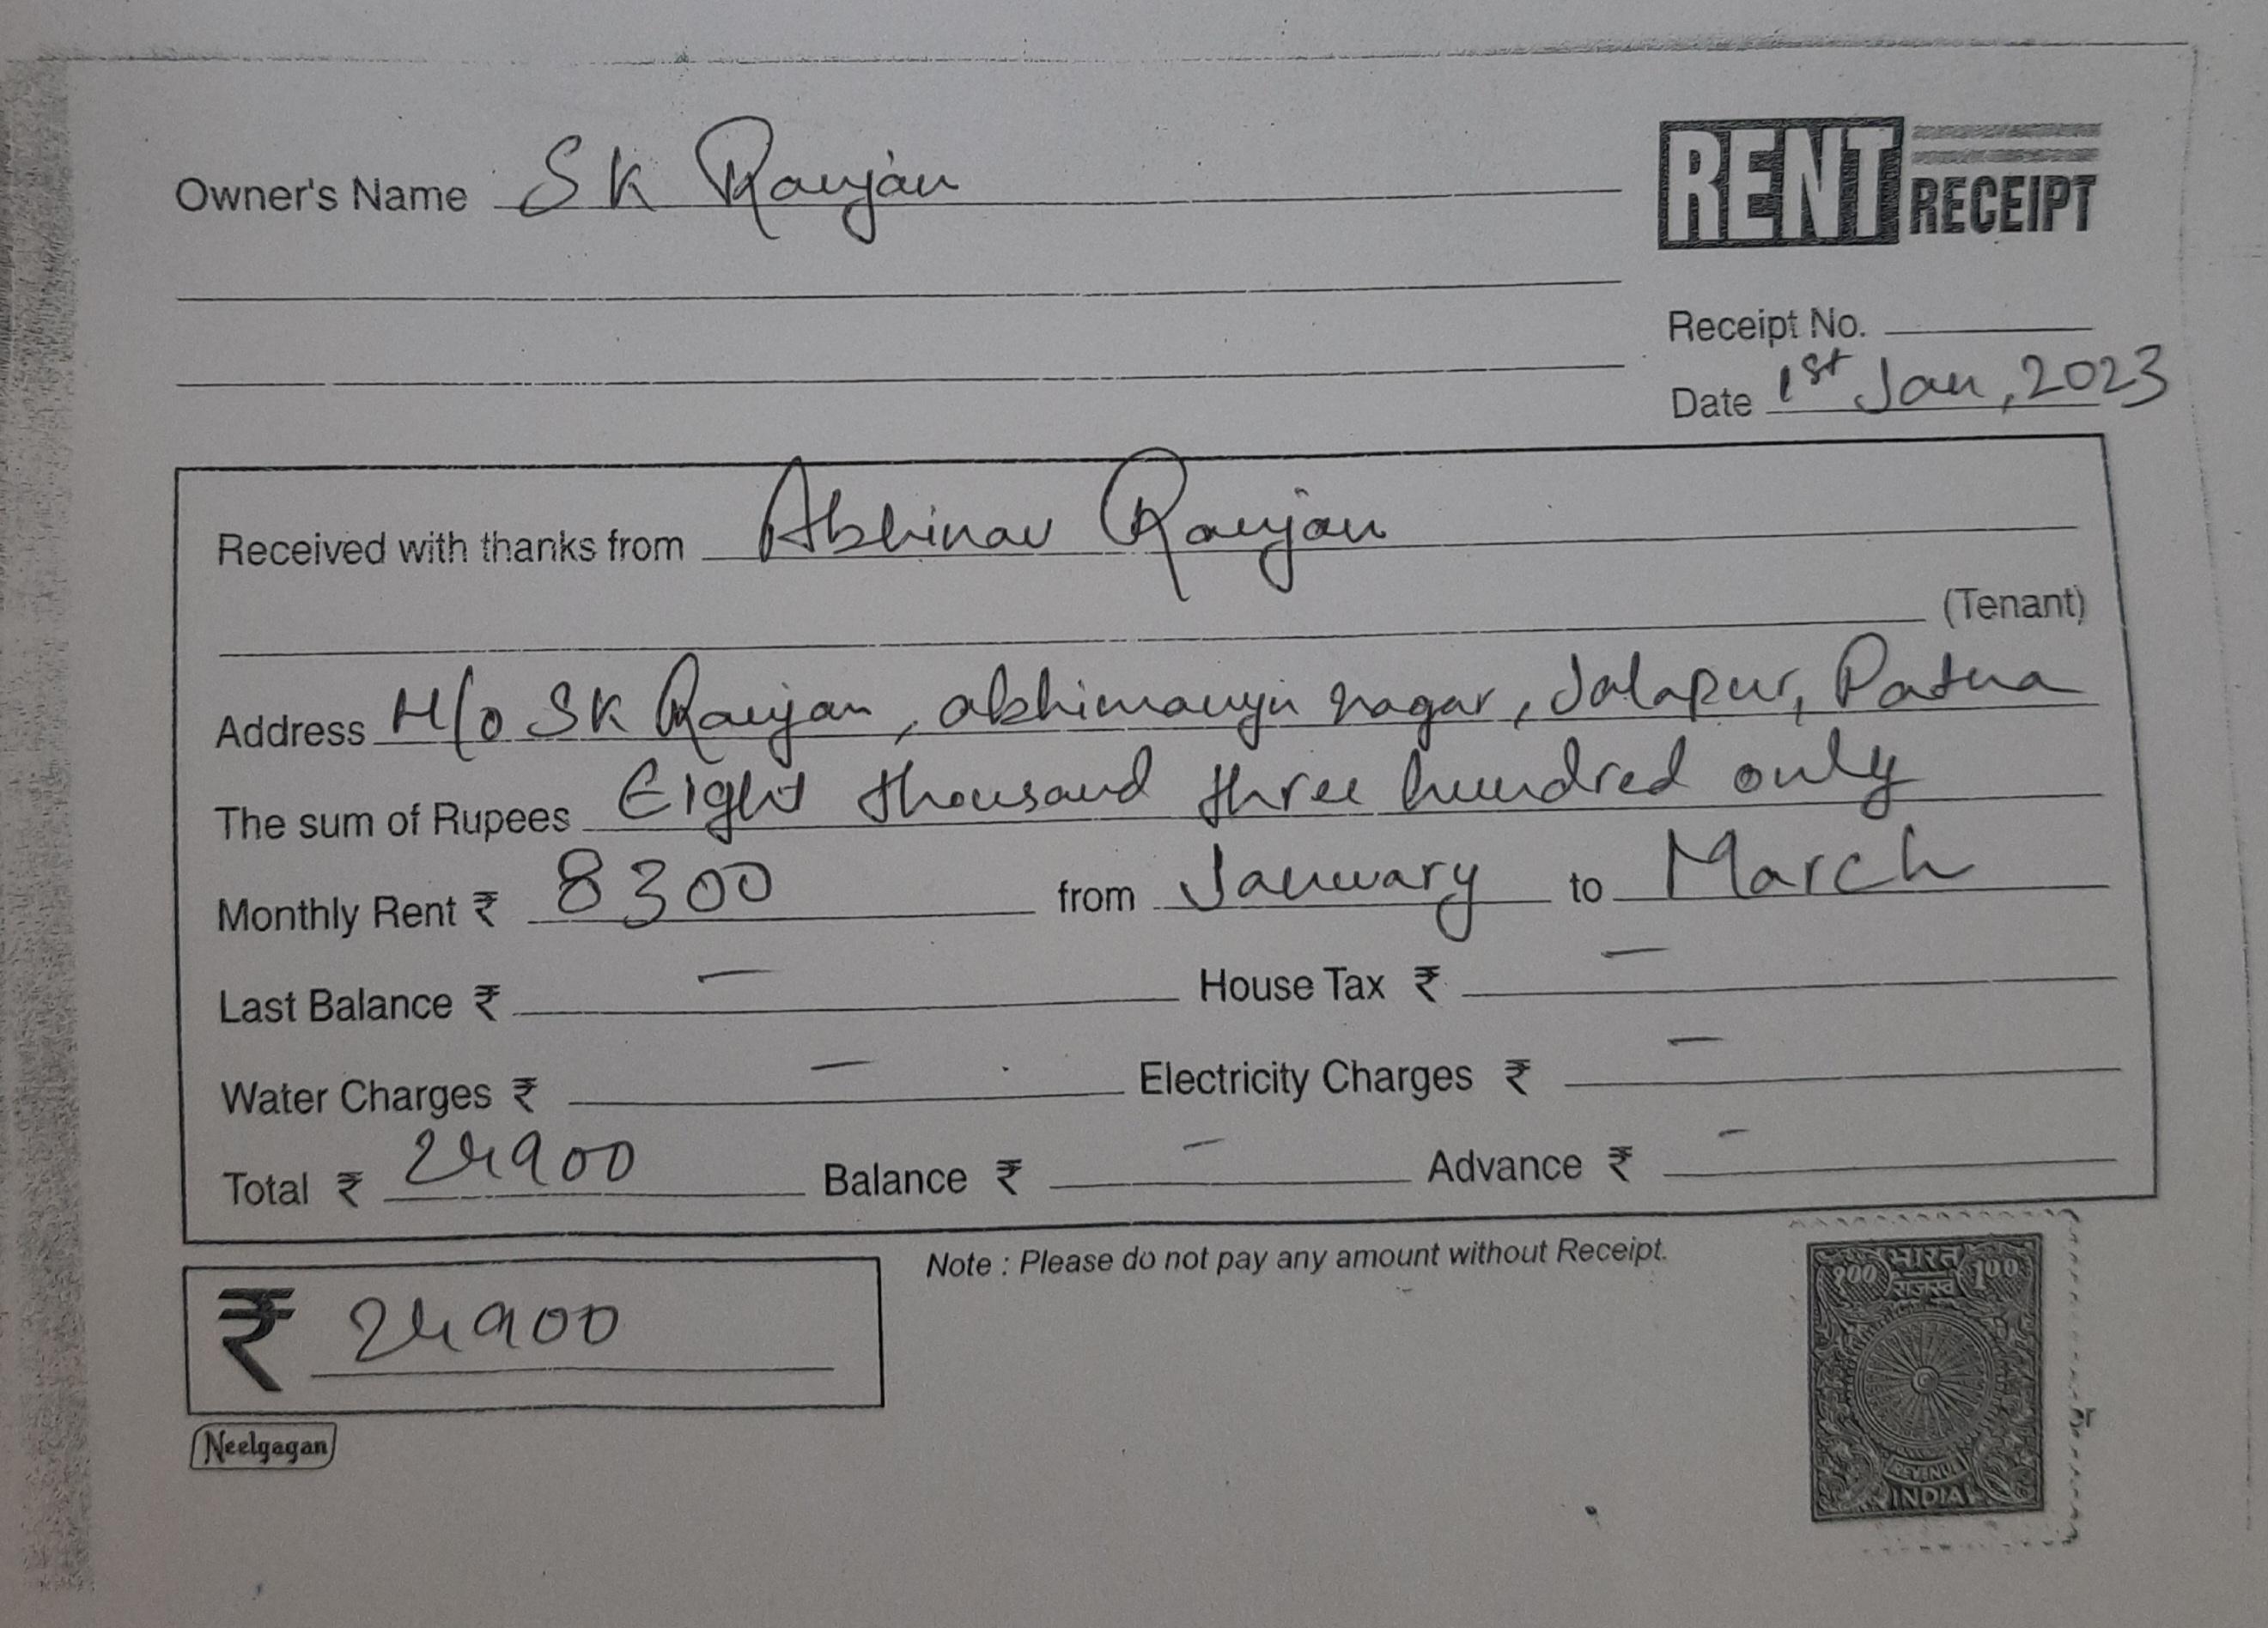 Owner's Name SK Ranjan
RENT RECEIPT
Receipt No.
Date 1st Jan, 2023
Received with thanks from Abhinav Ranjan
(Tenant)
Address H/o SK Ranjan, abhimanyu nagar, Jalapur, Patna
The sum of Rupees Eight thousand three hundred only
Monthly Rent ₹ 8300 from January to March
Last Balance ₹ — House Tax ₹ —
Water Charges ₹ — Electricity Charges ₹ —
Total ₹ 24900 Balance ₹ — Advance ₹ -
Note : Please do not pay any amount without Receipt.
₹ 24900
Neelgagan
भारत
१०० राजस्व 100
REVENUE
INDIA